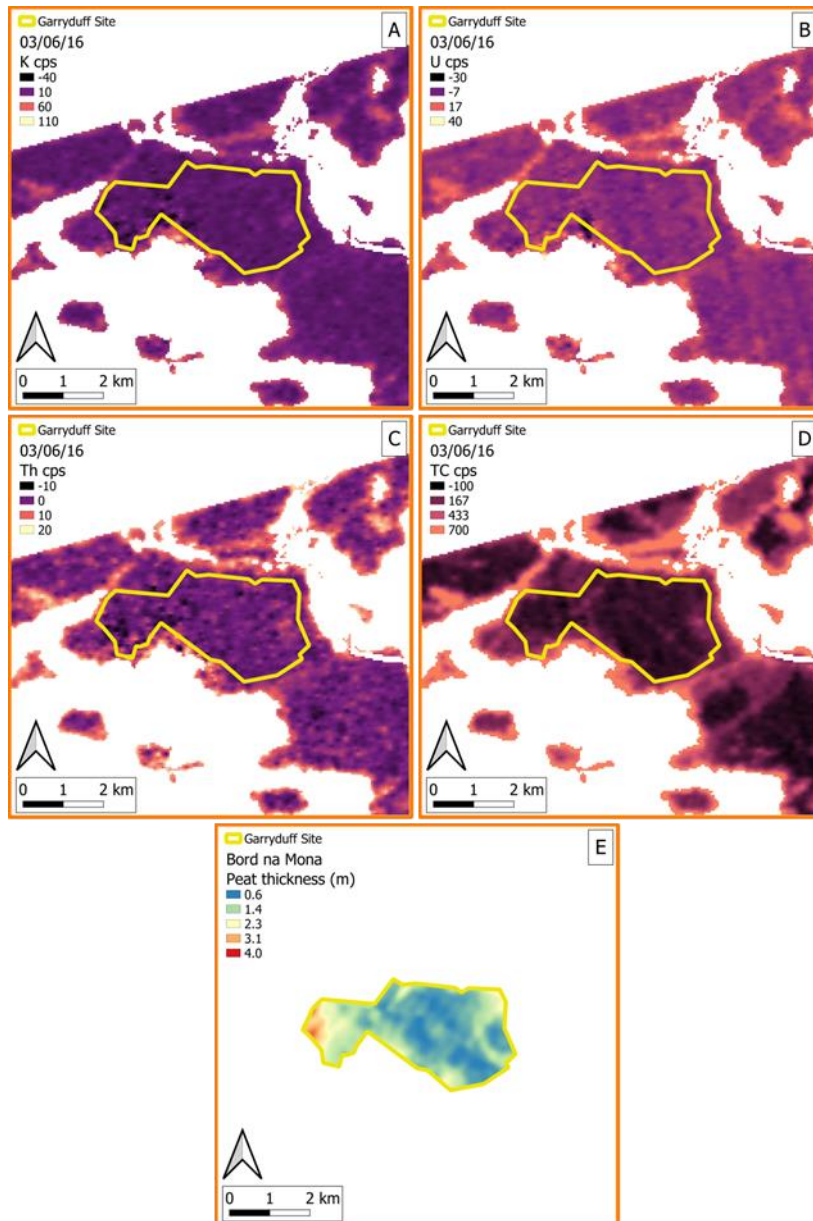 Garryduff Site
A
03/06/16
K cps
-40
10
60
110
0 1 2 km
Garryduff Site
B
03/06/16
U cps
-30
-7
17
40
0 1 2 km
Garryduff Site
C
03/06/16
Th cps
-10
0
10
20
0 1 2 km
Garryduff Site
D
03/06/16
TC cps
-100
167
433
700
0 1 2 km
Garryduff Site
E
Bord na Mona
Peat thickness (m)
0.6
1.4
2.3
3.1
4.0
0 1 2 km